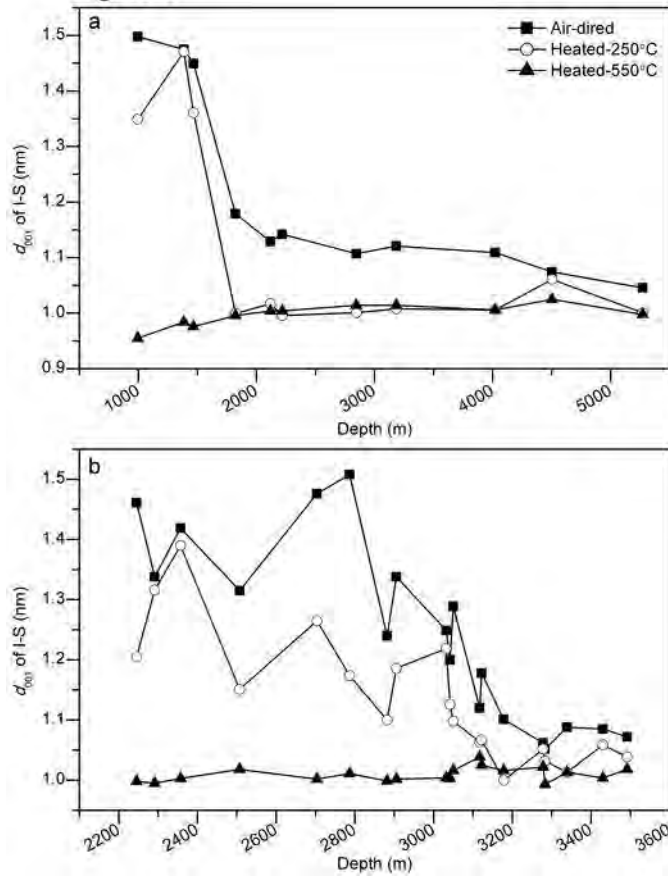 a
Air-dired
Heated-250°C
Heated-550°C
1.5
1.4
1.3
1.2
1.1
1.0
0.9
d001 of I-S (nm)
1000 2000 3000 4000 5000
Depth (m)
b
1.5
1.4
1.3
1.2
1.1
1.0
d001 of I-S (nm)
2200 2400 2600 2800 3000 3200 3400 3600
Depth (m)